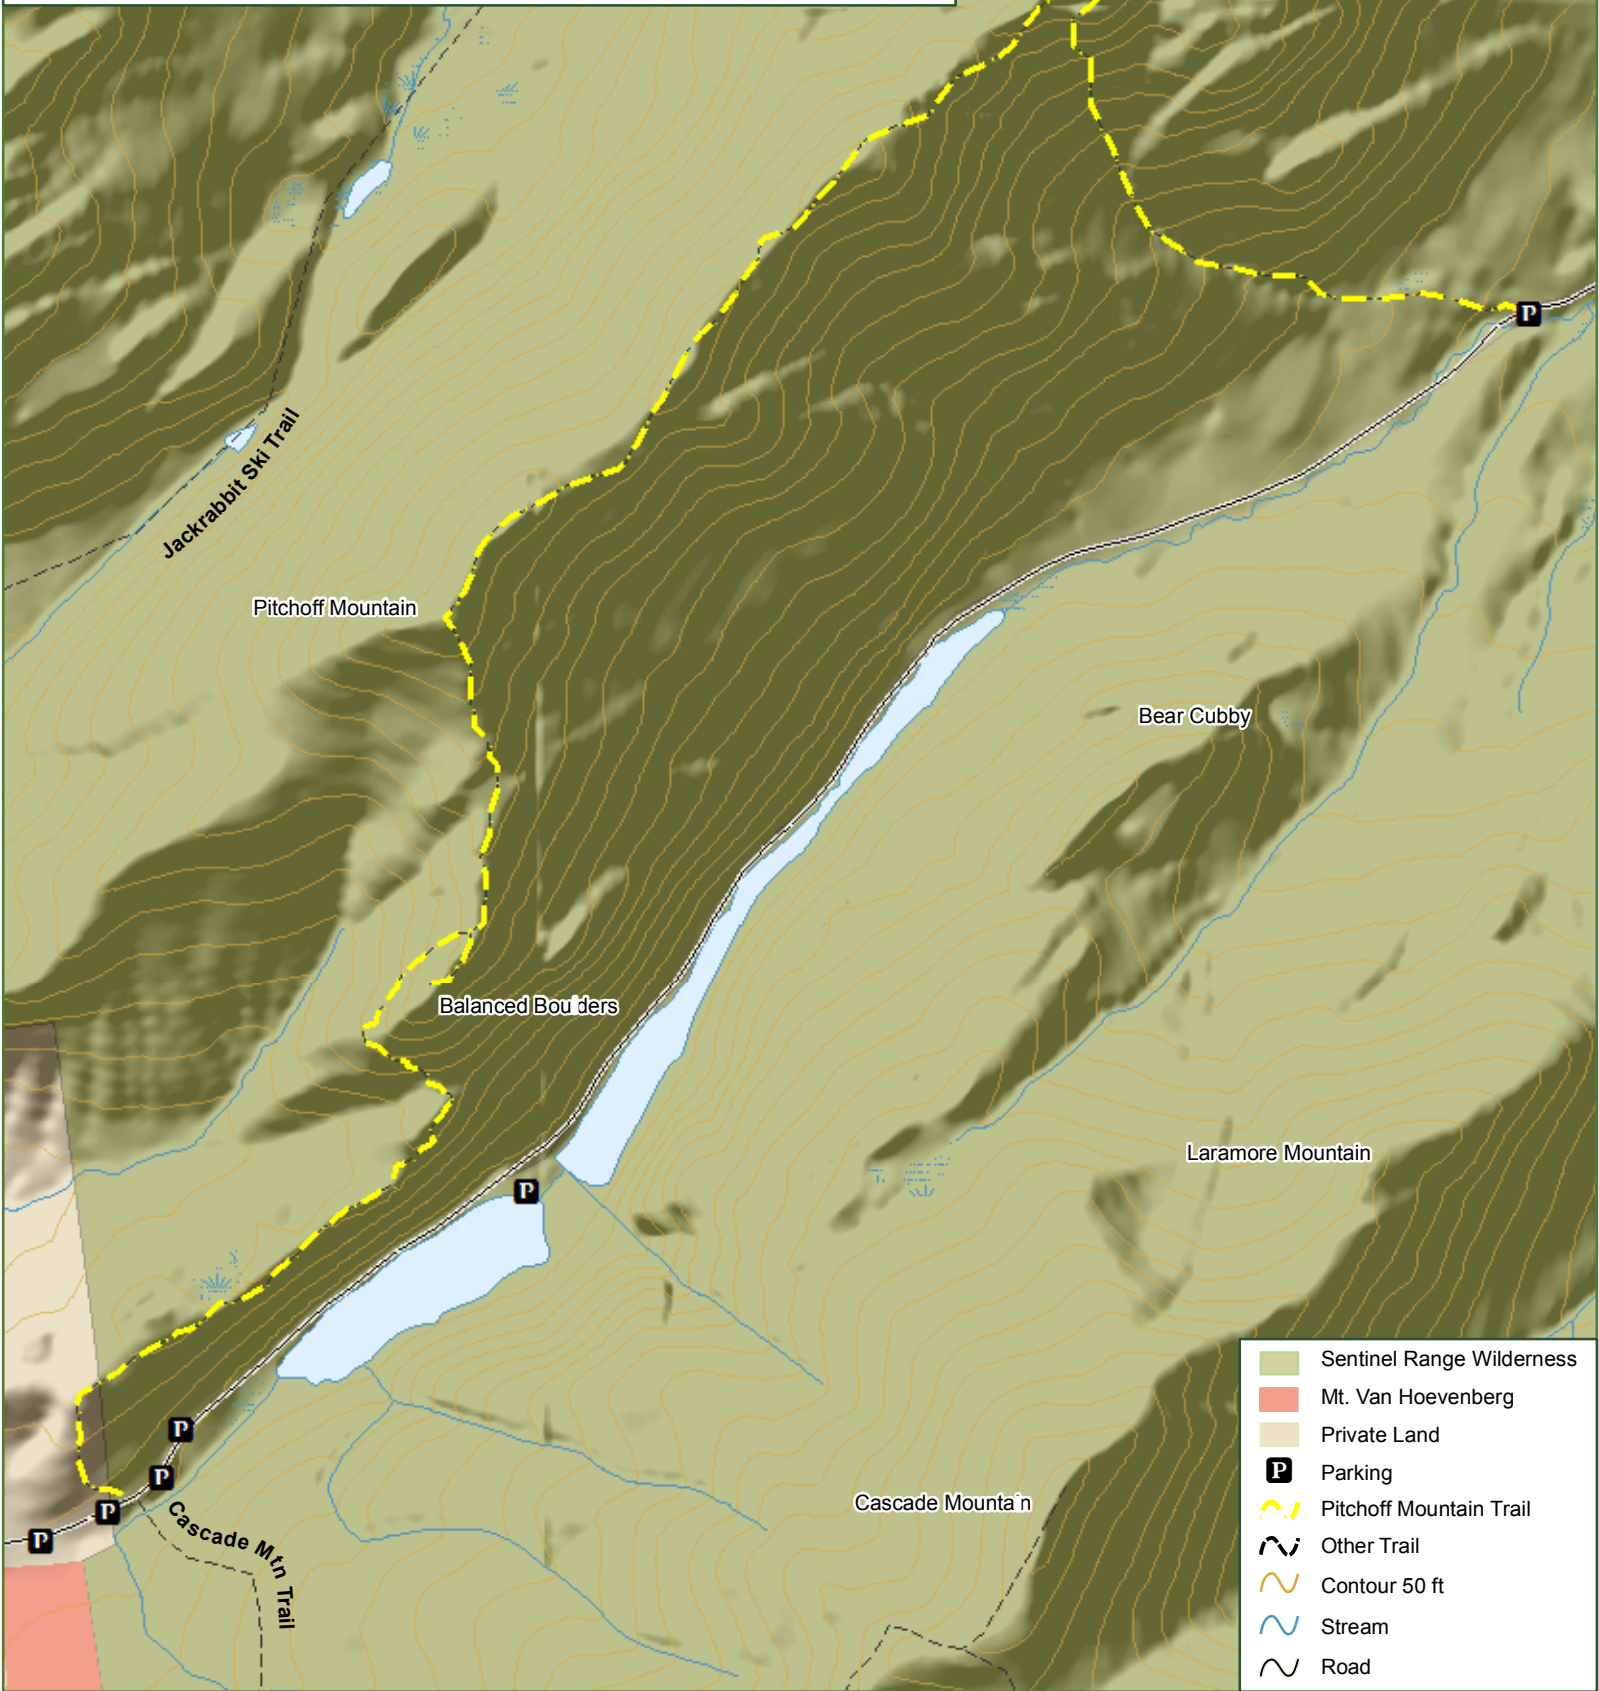 P
Jackrabbit Ski Trail
Pitchoff Mountain
Bear Cubby
Balanced Boulders
Laramore Mountain
P
P
P
P
P
Cascade Mtn Trail
Cascade Mountain
Sentinel Range Wilderness
Mt. Van Hoevenberg
Private Land
P Parking
Pitchoff Mountain Trail
Other Trail
Contour 50 ft
Stream
Road